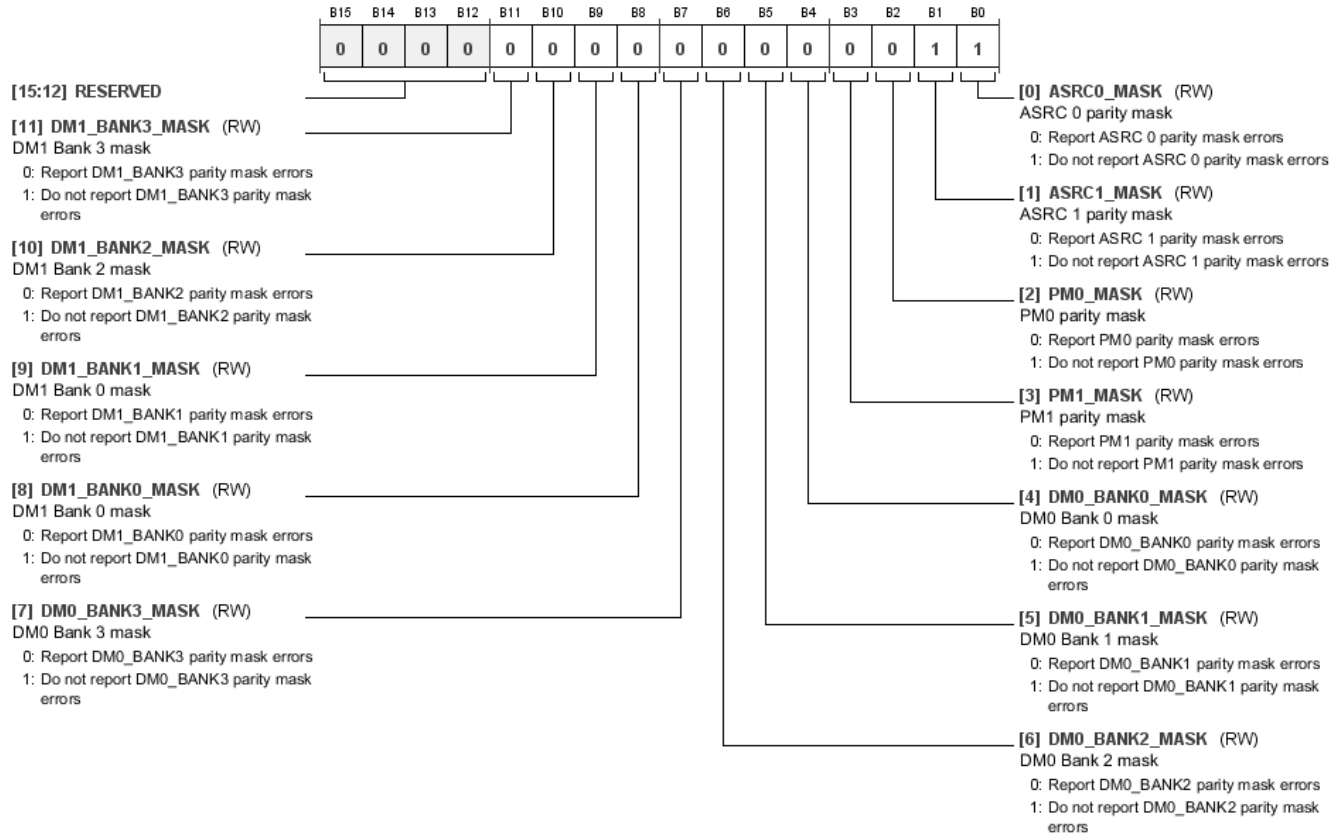 B15 B14 B13 B12 B11 B10 B9 B8 B7 B6 B5 B4 B3 B2 B1 B0
0 0 0 0 0 0 0 0 0 0 0 0 0 0 1 1
[15:12] RESERVED
[11] DM1_BANK3_MASK (RW)
DM1 Bank 3 mask
0: Report DM1_BANK3 parity mask errors
1: Do not report DM1_BANK3 parity mask
errors
[10] DM1_BANK2_MASK (RW)
DM1 Bank 2 mask
0: Report DM1_BANK2 parity mask errors
1: Do not report DM1_BANK2 parity mask
errors
[9] DM1_BANK1_MASK (RW)
DM1 Bank 0 mask
0: Report DM1_BANK1 parity mask errors
1: Do not report DM1_BANK1 parity mask
errors
[8] DM1_BANK0_MASK (RW)
DM1 Bank 0 mask
0: Report DM1_BANK0 parity mask errors
1: Do not report DM1_BANK0 parity mask
errors
[7] DM0_BANK3_MASK (RW)
DM0 Bank 3 mask
0: Report DM0_BANK3 parity mask errors
1: Do not report DM0_BANK3 parity mask
errors
[0] ASRC0_MASK (RW)
ASRC 0 parity mask
0: Report ASRC 0 parity mask errors
1: Do not report ASRC 0 parity mask errors
[1] ASRC1_MASK (RW)
ASRC 1 parity mask
0: Report ASRC 1 parity mask errors
1: Do not report ASRC 1 parity mask errors
[2] PM0_MASK (RW)
PM0 parity mask
0: Report PM0 parity mask errors
1: Do not report PM0 parity mask errors
[3] PM1_MASK (RW)
PM1 parity mask
0: Report PM1 parity mask errors
1: Do not report PM1 parity mask errors
[4] DM0_BANK0_MASK (RW)
DM0 Bank 0 mask
0: Report DM0_BANK0 parity mask errors
1: Do not report DM0_BANK0 parity mask
errors
[5] DM0_BANK1_MASK (RW)
DM0 Bank 1 mask
0: Report DM0_BANK1 parity mask errors
1: Do not report DM0_BANK1 parity mask
errors
[6] DM0_BANK2_MASK (RW)
DM0 Bank 2 mask
0: Report DM0_BANK2 parity mask errors
1: Do not report DM0_BANK2 parity mask
errors